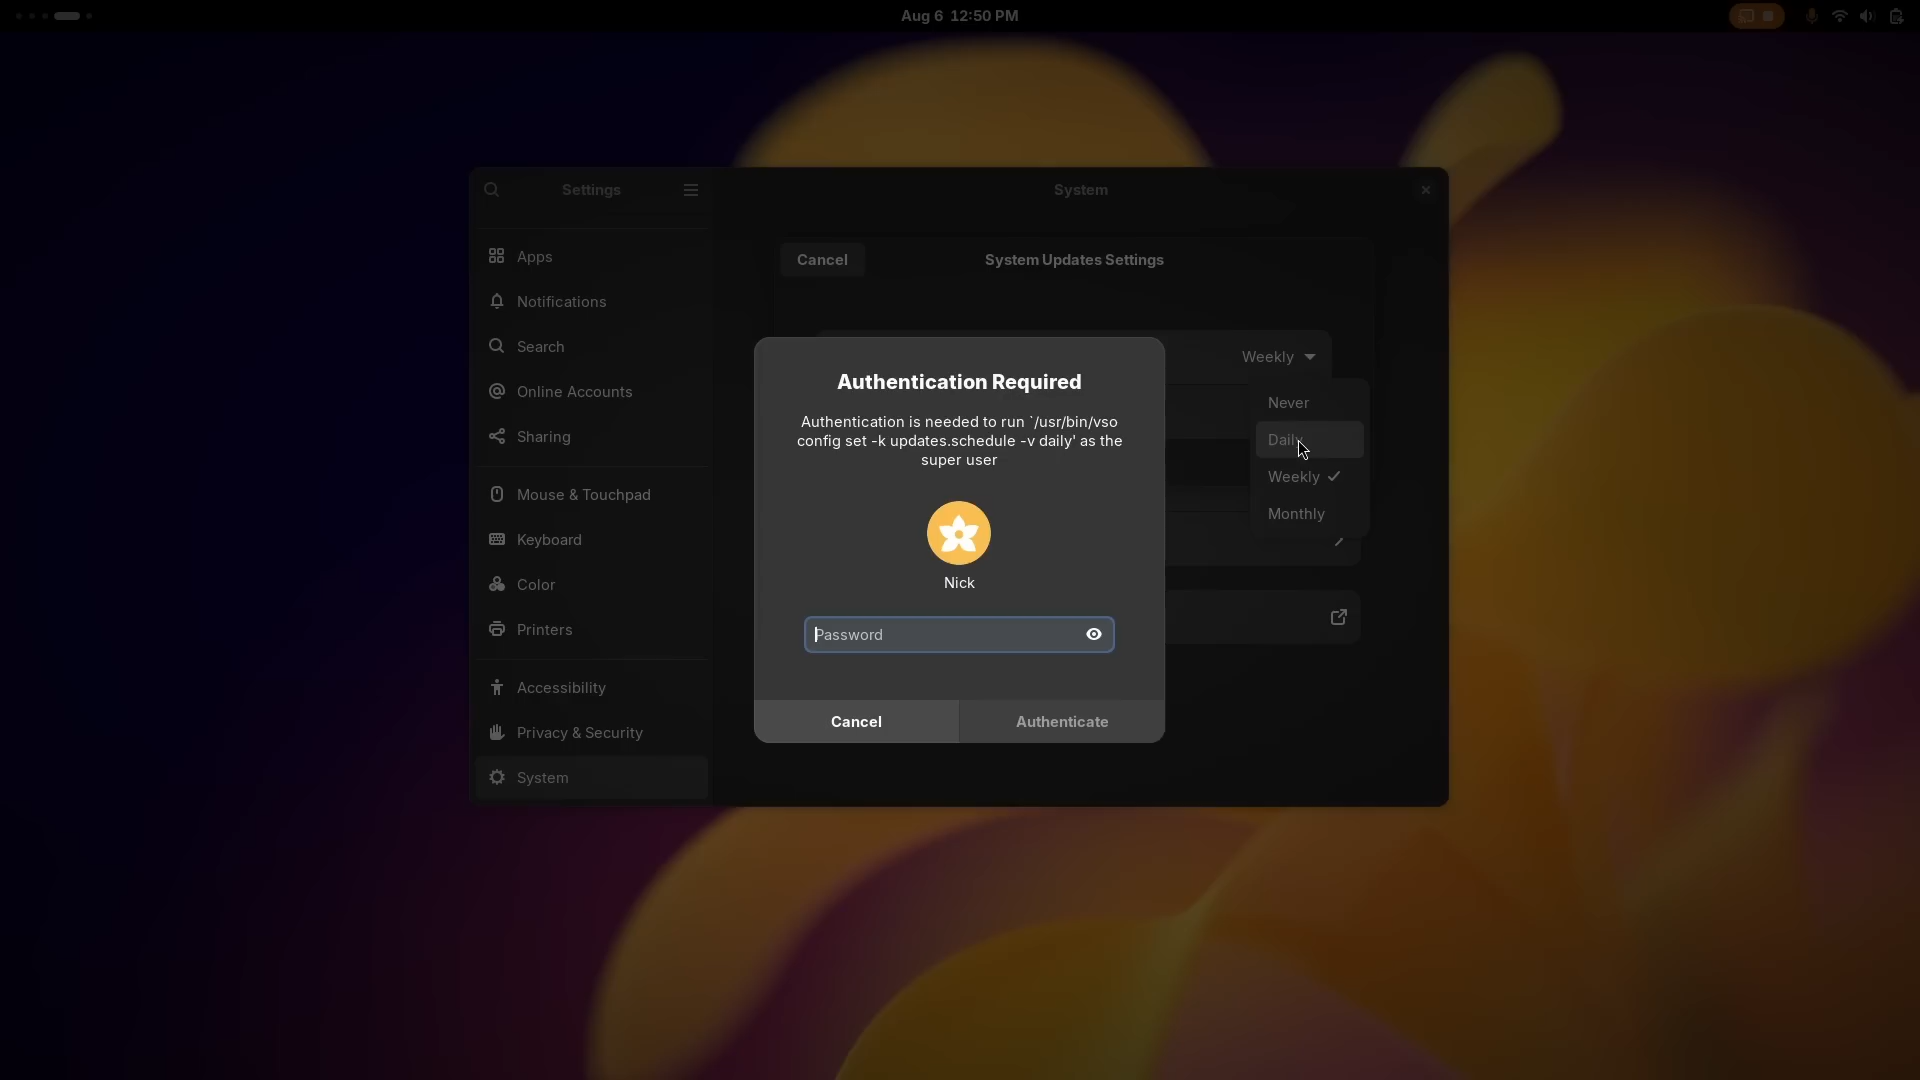 Aug 6 12:50 PM
Settings
System
Apps
Notifications
Search
Online Accounts
Sharing
Mouse & Touchpad
Keyboard
Color
Printers
Accessibility
Privacy & Security
System
Cancel
System Updates Settings
Weekly
Never
Daily
Weekly
Monthly
Authentication Required
Authentication is needed to run `/usr/bin/vso
config set -k updates.schedule -v daily' as the
super user
Nick
Password
Cancel
Authenticate